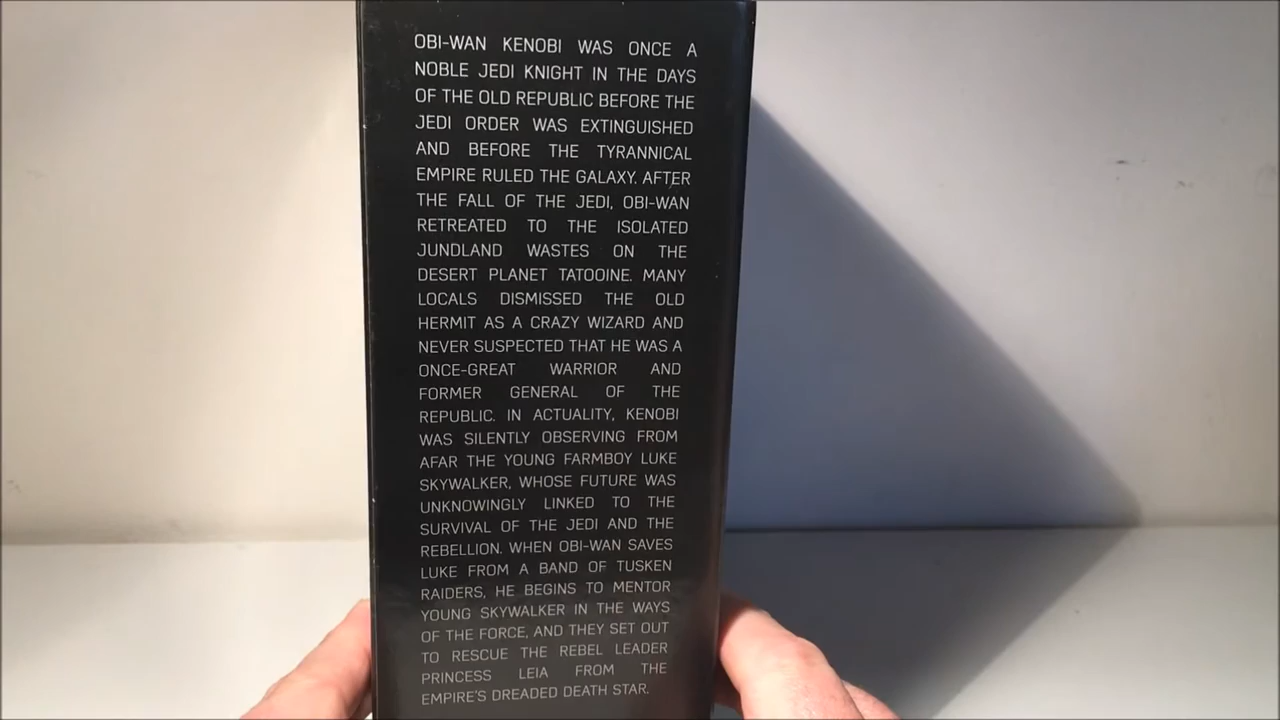 OBI-WAN KENOBI WAS ONCE A
NOBLE JEDI KNIGHT IN THE DAYS
OF THE OLD REPUBLIC BEFORE THE
JEDI ORDER WAS EXTINGUISHED
AND BEFORE THE TYRANNICAL
EMPIRE RULED THE GALAXY. AFTER
THE FALL OF THE JEDI, OBI-WAN
RETREATED TO THE ISOLATED
JUNDLAND WASTES ON THE
DESERT PLANET TATOOINE. MANY
LOCALS DISMISSED THE OLD
HERMIT AS A CRAZY WIZARD AND
NEVER SUSPECTED THAT HE WAS A
ONCE-GREAT WARRIOR AND
FORMER GENERAL OF THE
REPUBLIC. IN ACTUALITY, KENOBI
WAS SILENTLY OBSERVING FROM
AFAR THE YOUNG FARMBOY LUKE
SKYWALKER, WHOSE FUTURE WAS
UNKNOWINGLY LINKED TO THE
SURVIVAL OF THE JEDI AND THE
REBELLION. WHEN OBI-WAN SAVES
LUKE FROM A BAND OF TUSKEN
RAIDERS, HE BEGINS TO MENTOR
YOUNG SKYWALKER IN THE WAYS
OF THE FORCE, AND THEY SET OUT
TO RESCUE THE REBEL LEADER
PRINCESS LEIA FROM THE
EMPIRE'S DREADED DEATH STAR.